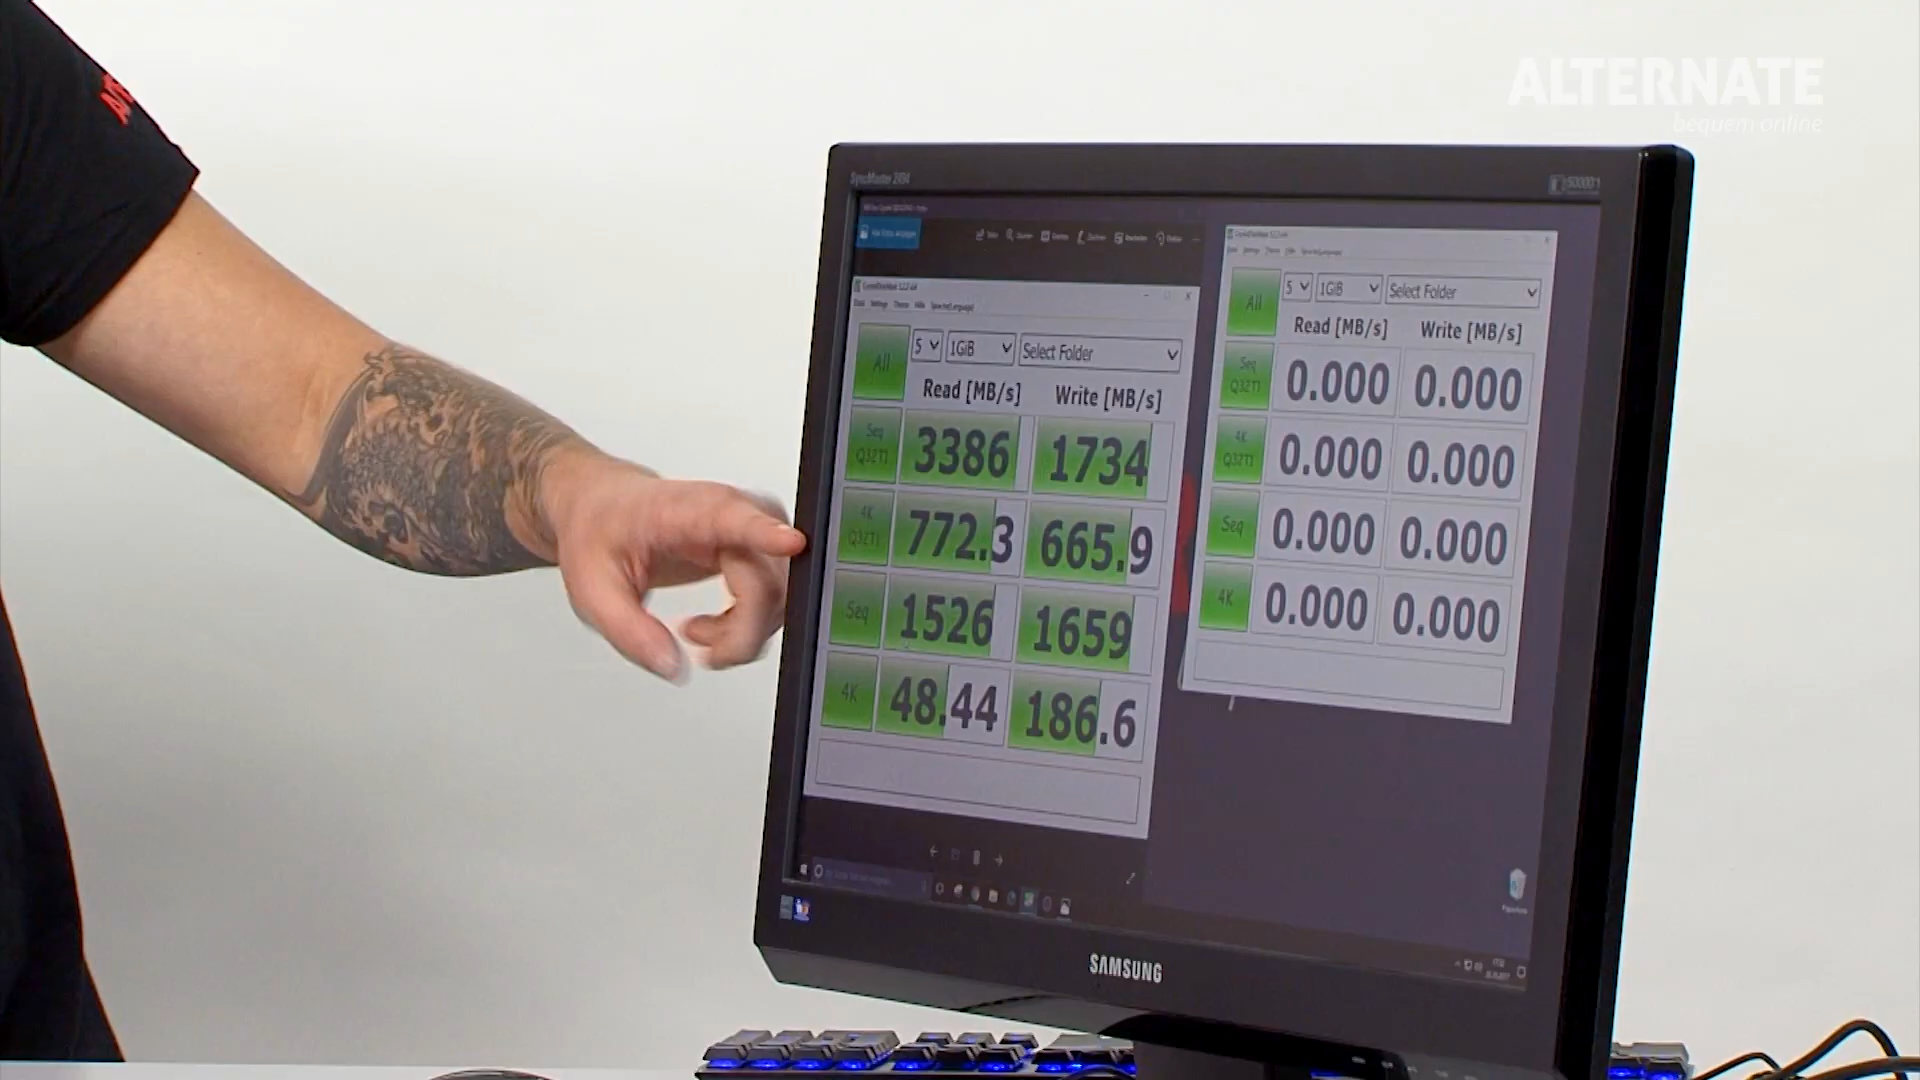 ALTERNATE
bequem online
SyncMaster
All
5
1GiB
Select Folder
Read [MB/s]
Write [MB/s]
Seq
Q32T1
3386
1734
4K
Q32T1
772.3
665.9
Seq
1526
1659
4K
48.44
186.6
All
5
1GiB
Select Folder
Read [MB/s]
Write [MB/s]
Seq
Q32T1
0.000
0.000
4K
Q32T1
0.000
0.000
Seq
0.000
0.000
4K
0.000
0.000
SAMSUNG